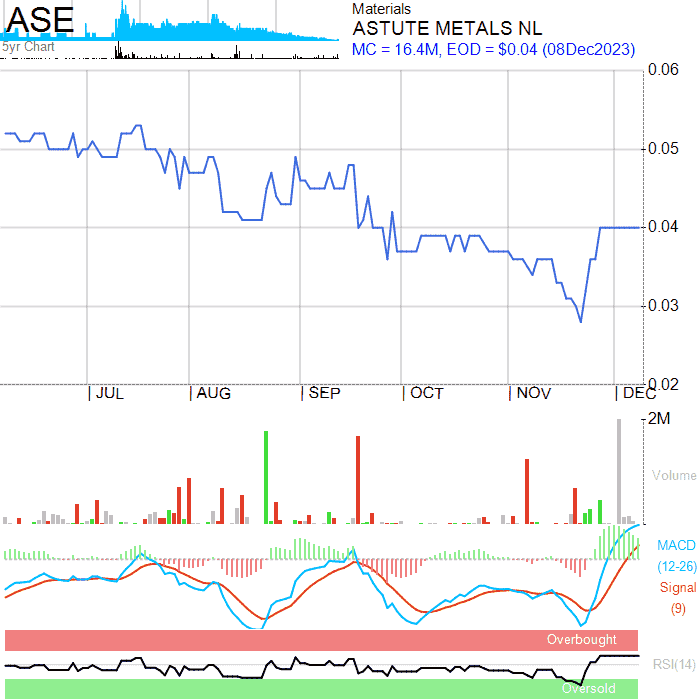 ASE
5yr Chart
Materials
ASTUTE METALS NL
MC = 16.4M, EOD = $0.04 (08Dec2023)
0.06
0.05
0.04
0.03
0.02
JUL AUG SEP OCT NOV DEC
2M
Volume
MACD
(12-26)
Signal
(9)
Overbought
RSI(14)
Oversold